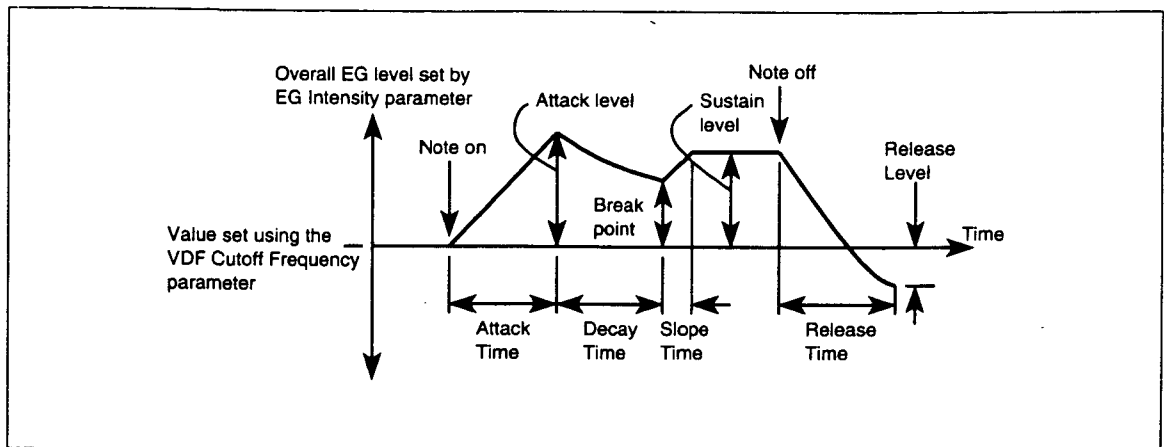 Overall EG level set by
EG Intensity parameter
Note on
Attack level
Sustain
level
Note off
Release
Level
Break
point
Value set using the
VDF Cutoff Frequency
parameter
Time
Attack
Time
Decay
Time
Slope
Time
Release
Time